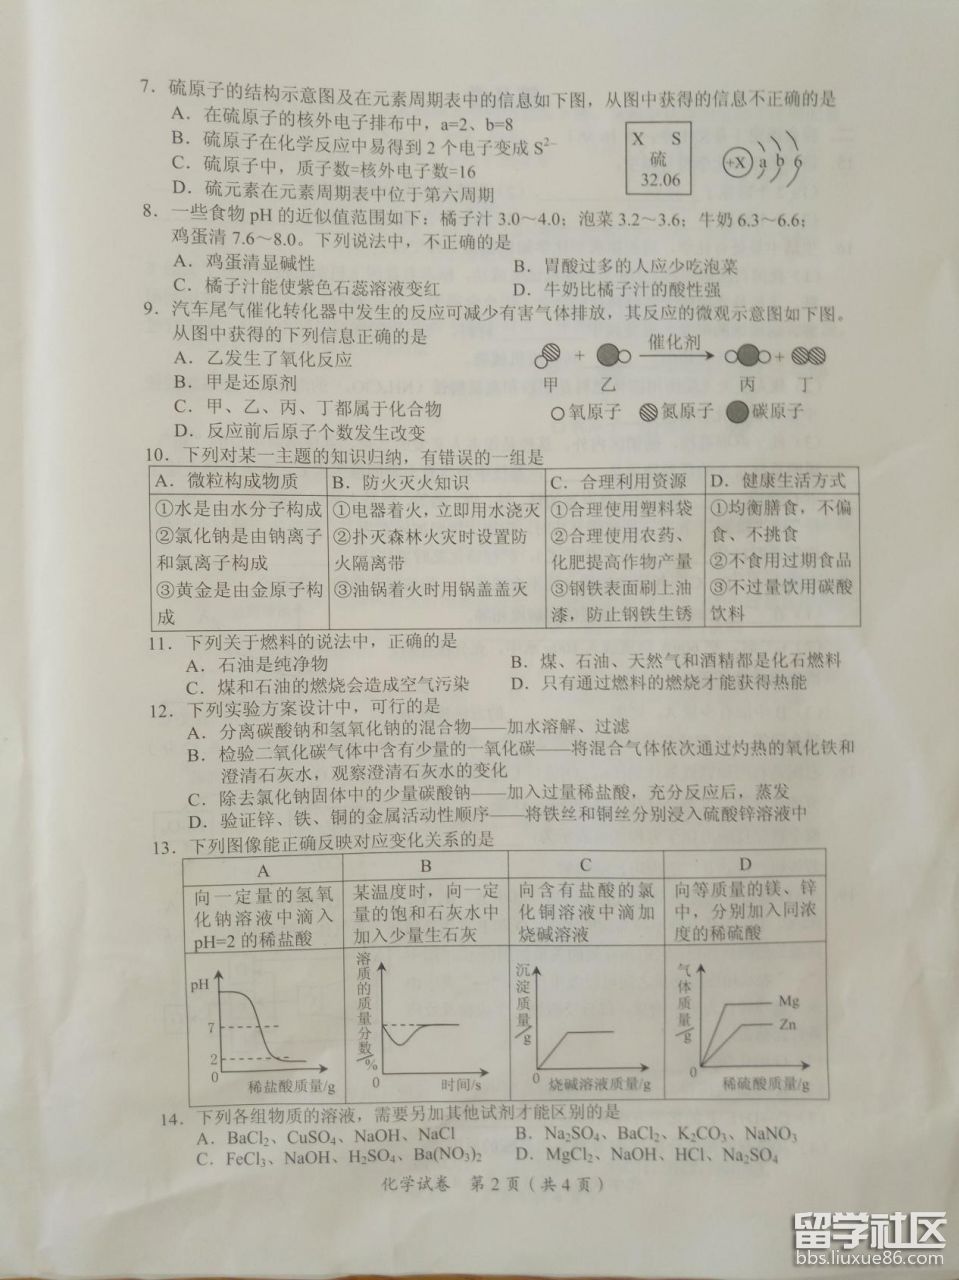 7．硫原子的结构示意图及在元素周期表中的信息如下图，从图中获得的信息不正确的是
A．在硫原子的核外电子排布中，a=2、b=8
B．硫原子在化学反应中易得到 2 个电子变成 S²⁻
C．硫原子中，质子数=核外电子数=16
D．硫元素在元素周期表中位于第六周期
X S
硫
32.06
+X a b 6
8．一些食物 pH 的近似值范围如下：橘子汁 3.0～4.0；泡菜 3.2～3.6；牛奶 6.3～6.6；
鸡蛋清 7.6～8.0。下列说法中，不正确的是
A．鸡蛋清显碱性 B．胃酸过多的人应少吃泡菜
C．橘子汁能使紫色石蕊溶液变红 D．牛奶比橘子汁的酸性强
9．汽车尾气催化转化器中发生的反应可减少有害气体排放，其反应的微观示意图如下图。
从图中获得的下列信息正确的是
A．乙发生了氧化反应
B．甲是还原剂
C．甲、乙、丙、丁都属于化合物
D．反应前后原子个数发生改变
+ 催化剂 +
甲 乙 丙 丁
氧原子 氮原子 碳原子
10．下列对某一主题的知识归纳，有错误的一组是
A．微粒构成物质 B．防火灭火知识 C．合理利用资源 D．健康生活方式
①水是由水分子构成
②氯化钠是由钠离子
和氯离子构成
③黄金是由金原子构
成
①电器着火，立即用水浇灭
②扑灭森林火灾时设置防
火隔离带
③油锅着火时用锅盖盖灭
①合理使用塑料袋
②合理使用农药、
化肥提高作物产量
③钢铁表面刷上油
漆，防止钢铁生锈
①均衡膳食，不偏
食、不挑食
②不食用过期食品
③不过量饮用碳酸
饮料
11．下列关于燃料的说法中，正确的是
A．石油是纯净物 B．煤、石油、天然气和酒精都是化石燃料
C．煤和石油的燃烧会造成空气污染 D．只有通过燃料的燃烧才能获得热能
12．下列实验方案设计中，可行的是
A．分离碳酸钠和氢氧化钠的混合物——加水溶解、过滤
B．检验二氧化碳气体中含有少量的一氧化碳——将混合气体依次通过灼热的氧化铁和
澄清石灰水，观察澄清石灰水的变化
C．除去氯化钠固体中的少量碳酸钠——加入过量稀盐酸，充分反应后，蒸发
D．验证锌、铁、铜的金属活动性顺序——将铁丝和铜丝分别浸入硫酸锌溶液中
13．下列图像能正确反映对应变化关系的是
A B C D
向一定量的氢氧
化钠溶液中滴入
pH=2 的稀盐酸
某温度时，向一定
量的饱和石灰水中
加入少量生石灰
向含有盐酸的氯
化铜溶液中滴加
烧碱溶液
向等质量的镁、锌
中，分别加入同浓
度的稀硫酸
pH
7
2
0
稀盐酸质量/g
溶质的质量分数/%
0
时间/s
沉淀质量/g
0
烧碱溶液质量/g
气体质量/g
Mg
Zn
0
稀硫酸质量/g
14．下列各组物质的溶液，需要另加其他试剂才能区别的是
A．BaCl₂、CuSO₄、NaOH、NaCl B．Na₂SO₄、BaCl₂、K₂CO₃、NaNO₃
C．FeCl₃、NaOH、H₂SO₄、Ba(NO₃)₂ D．MgCl₂、NaOH、HCl、Na₂SO₄
化学试卷 第 2 页（共 4 页）
留学社区
bbs.liuxue86.com